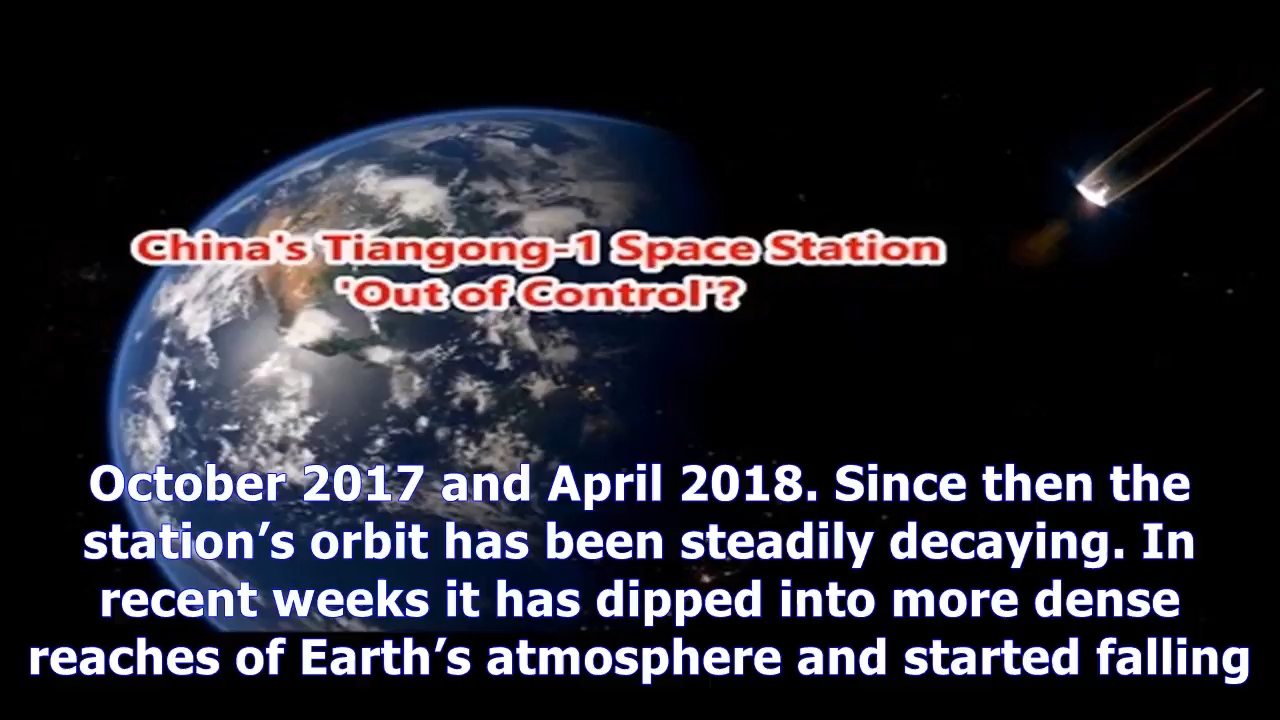 China's Tiangong-1 Space Station
'Out of Control'?
October 2017 and April 2018. Since then the
station’s orbit has been steadily decaying. In
recent weeks it has dipped into more dense
reaches of Earth’s atmosphere and started falling